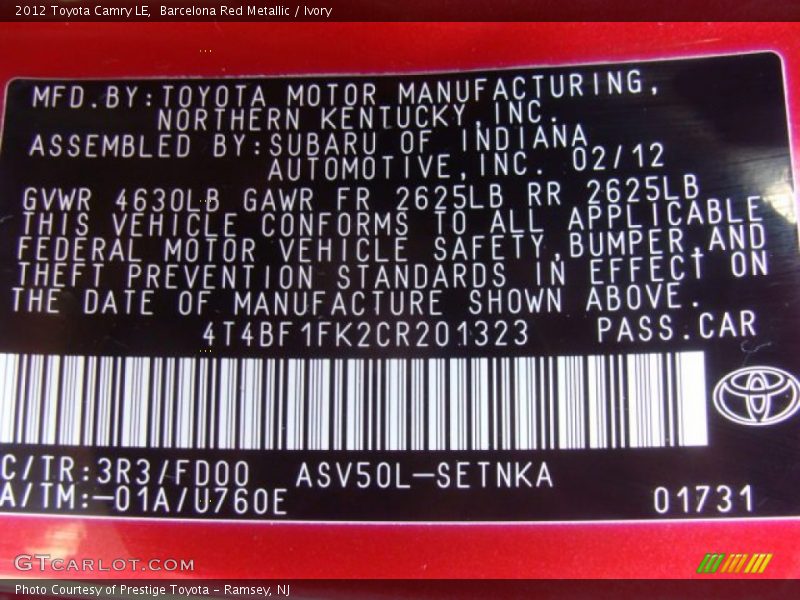 2012 Toyota Camry LE,  Barcelona Red Metallic / Ivory
MFD.BY:TOYOTA MOTOR MANUFACTURING,
NORTHERN KENTUCKY,INC.
ASSEMBLED BY:SUBARU OF INDIANA
AUTOMOTIVE,INC. 02/12
GVWR 4630LB GAWR FR 2625LB RR 2625LB
THIS VEHICLE CONFORMS TO ALL APPLICABLE
FEDERAL MOTOR VEHICLE SAFETY,BUMPER,AND
THEFT PREVENTION STANDARDS IN EFFECT ON
THE DATE OF MANUFACTURE SHOWN ABOVE.
4T4BF1FK2CR201323 PASS.CAR
C/TR:3R3/FD00 ASV50L-SETNKA
A/TM:-01A/U760E 01731
GTCARLOT.COM
Photo Courtesy of Prestige Toyota - Ramsey, NJ